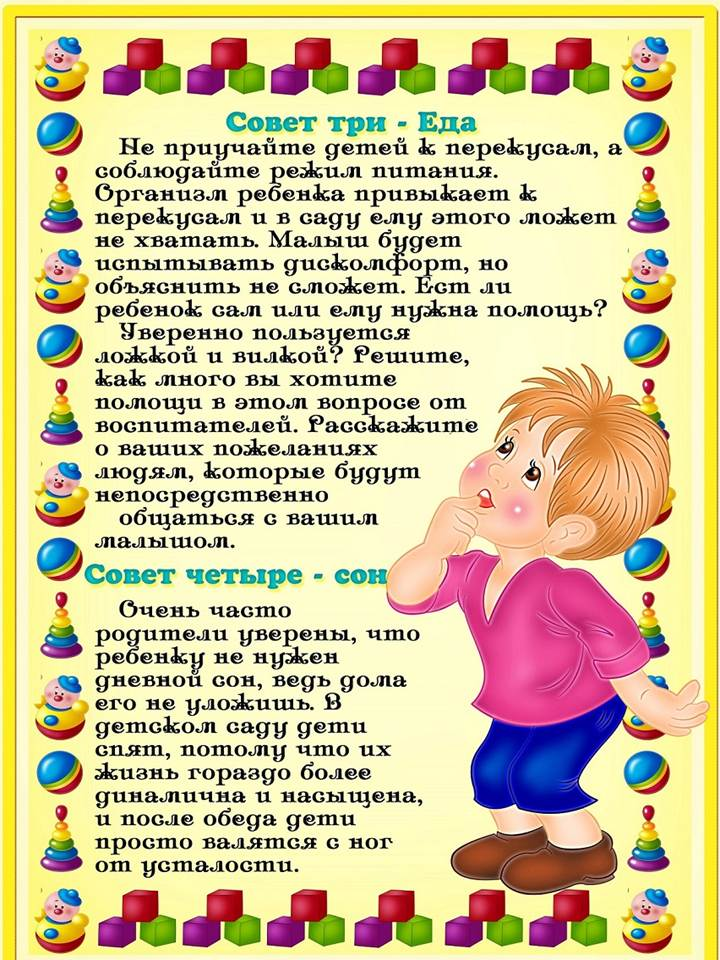 Совет три - Еда
Не приучайте детей к перекусам, а
соблюдайте режим питания.
Организм ребенка привыкает к
перекусам и в саду ему этого может
не хватать. Малыш будет
испытывать дискомфорт, но
объяснить не сможет. Ест ли
ребенок сам или ему нужна помощь?
Уверенно пользуется
ложкой и вилкой? Решите,
как много вы хотите
помощи в этом вопросе от
воспитателей. Расскажите
о ваших пожеланиях
людям, которые будут
непосредственно
общаться с вашим
малышом.
Совет четыре - сон
Очень часто
родители уверены, что
ребенку не нужен
дневной сон, ведь дома
его не уложишь. В
детском саду дети
спят, потому что их
жизнь гораздо более
динамична и насыщена,
и после обеда дети
просто валятся с ног
от усталости.